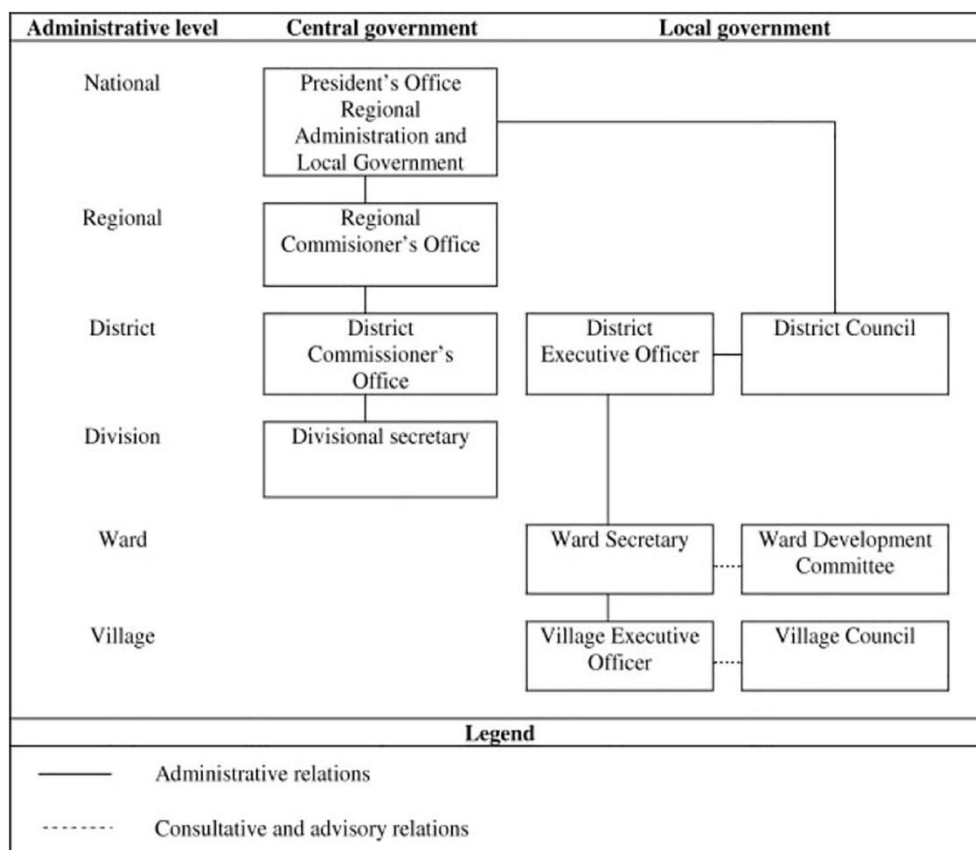 Administrative level Central government Local government
National
President's Office
Regional
Administration and
Local Government
Regional
Regional
Commisioner's Office
District
District
Commissioner's
Office
District
Executive Officer
District Council
Division
Divisional secretary
Ward
Ward Secretary
Ward Development
Committee
Village
Village Executive
Officer
Village Council
Legend
Administrative relations
Consultative and advisory relations